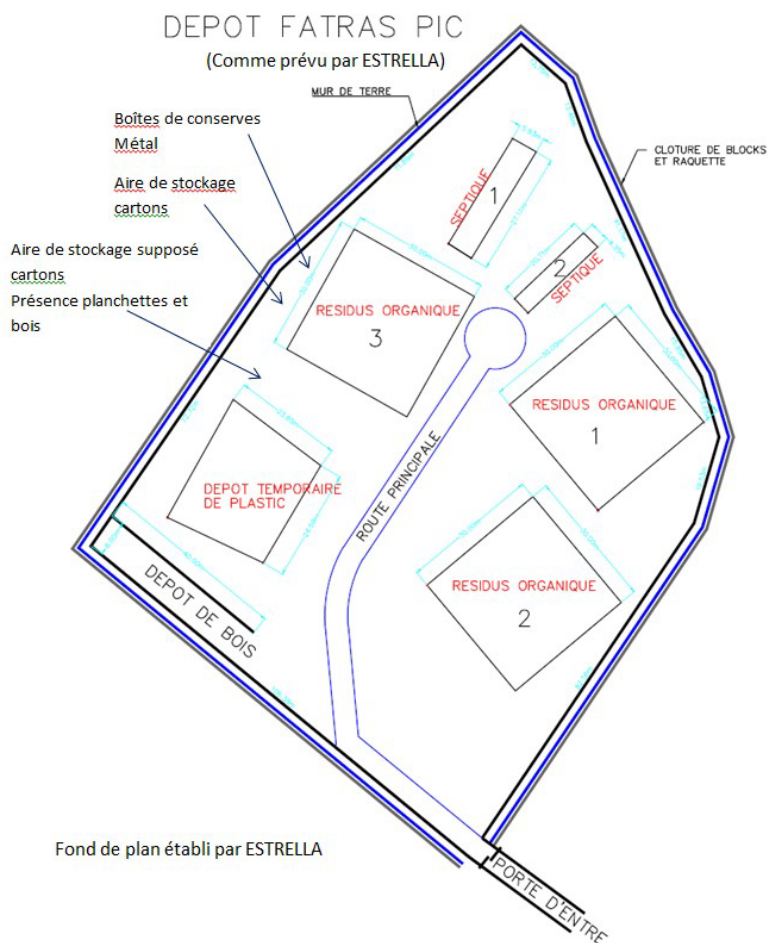 DEPOT FATRAS PIC
(Comme prévu par ESTRELLA)
MUR DE TERRE
Boîtes de conserves
Métal
CLOTURE DE BLOCKS
ET RAQUETTE
Aire de stockage
cartons
Aire de stockage supposé
cartons
Présence planchettes et
bois
SEPTIQUE
1
2
SEPTIQUE
RESIDUS ORGANIQUE
3
RESIDUS ORGANIQUE
1
ROUTE PRINCIPALE
DEPOT TEMPORAIRE
DE PLASTIC
RESIDUS ORGANIQUE
2
DEPOT DE BOIS
Fond de plan établi par ESTRELLA
PORTE D'ENTRE